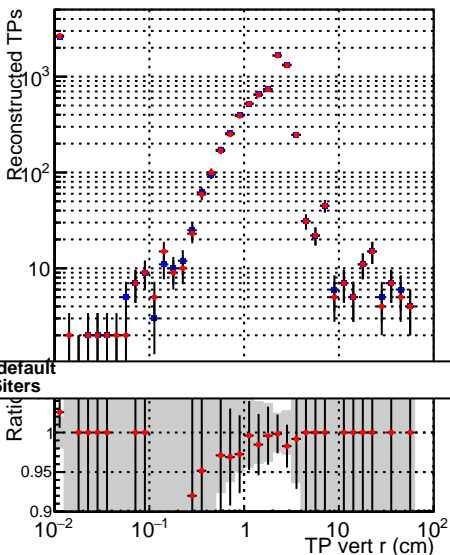 Reconstructed TPs
10³
10²
10
default
Ratio
1
0.95
0.9
10⁻² 10⁻¹ 1 10 10²
TP vert r (cm)